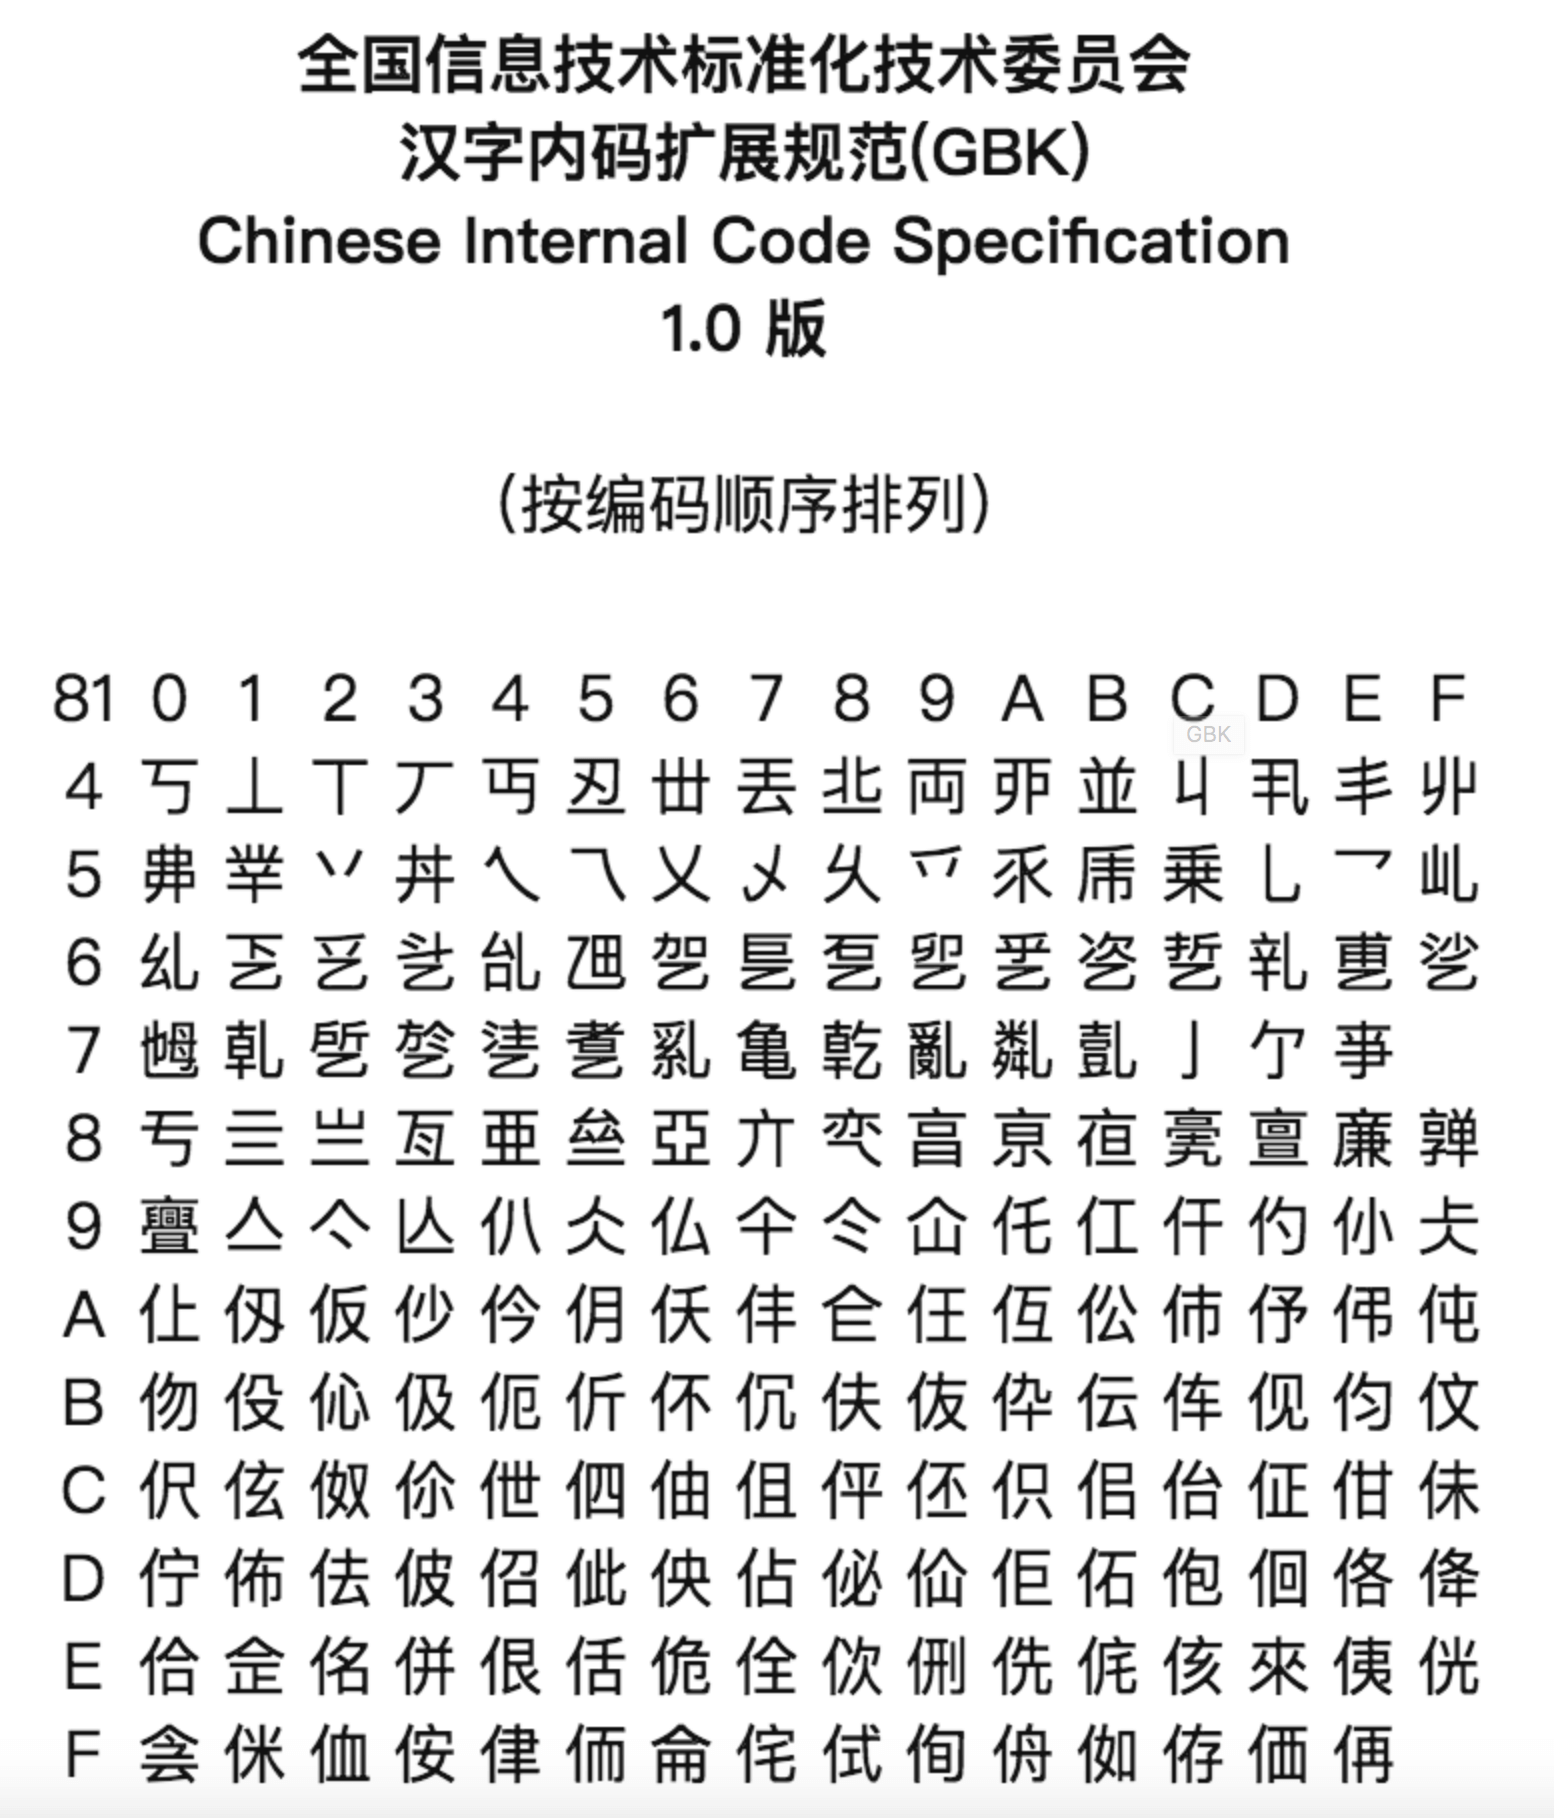 全国信息技术标准化技术委员会
汉字内码扩展规范(GBK)
Chinese Internal Code Specification
1.0 版
(按编码顺序排列)
81 0 1 2 3 4 5 6 7 8 9 A B C D E F
GBK
4 丂 丄 丅 丆 丏 丒 丗 丟 丠 両 丣 並 丩 丮 丯 丱
5 丳 丵 丷 丼 乀 乁 乂 乄 乆 乊 乑 乕 乗 乚 乛 乢
6 乣 乤 乥 乧 乨 乪 乫 乬 乭 乮 乯 乲 乴 乵 乶 乷
7 乸 乹 乺 乻 乼 乽 乿 亀 亁 亂 亃 亄 亅 亇 亊
8 亐 亖 亗 亙 亜 亝 亞 亣 亪 亯 亰 亱 亴 亶 亷 亸
9 亹 亼 亽 亾 仈 仌 仏 仐 仒 仚 仛 仜 仠 仢 仦 仧
A 仩 仭 仮 仯 仱 仴 仸 仹 仺 仼 仾 伀 伂 伃 伄 伅
B 伆 伇 伈 伋 伌 伒 伓 伔 伕 伖 伜 伝 伡 伣 伨 伩
C 伬 伭 伮 伱 伳 伵 伷 伹 伻 伾 伿 佀 佁 佂 佄 佅
D 佇 佈 佉 佊 佋 佌 佒 佔 佖 佡 佢 佦 佨 佪 佫 佭
E 佮 佱 佲 併 佷 佸 佹 佺 佽 侀 侁 侂 侅 來 侇 侊
F 侌 侎 侐 侒 侓 侕 侖 侘 侙 侚 侜 侞 侟 価 侢